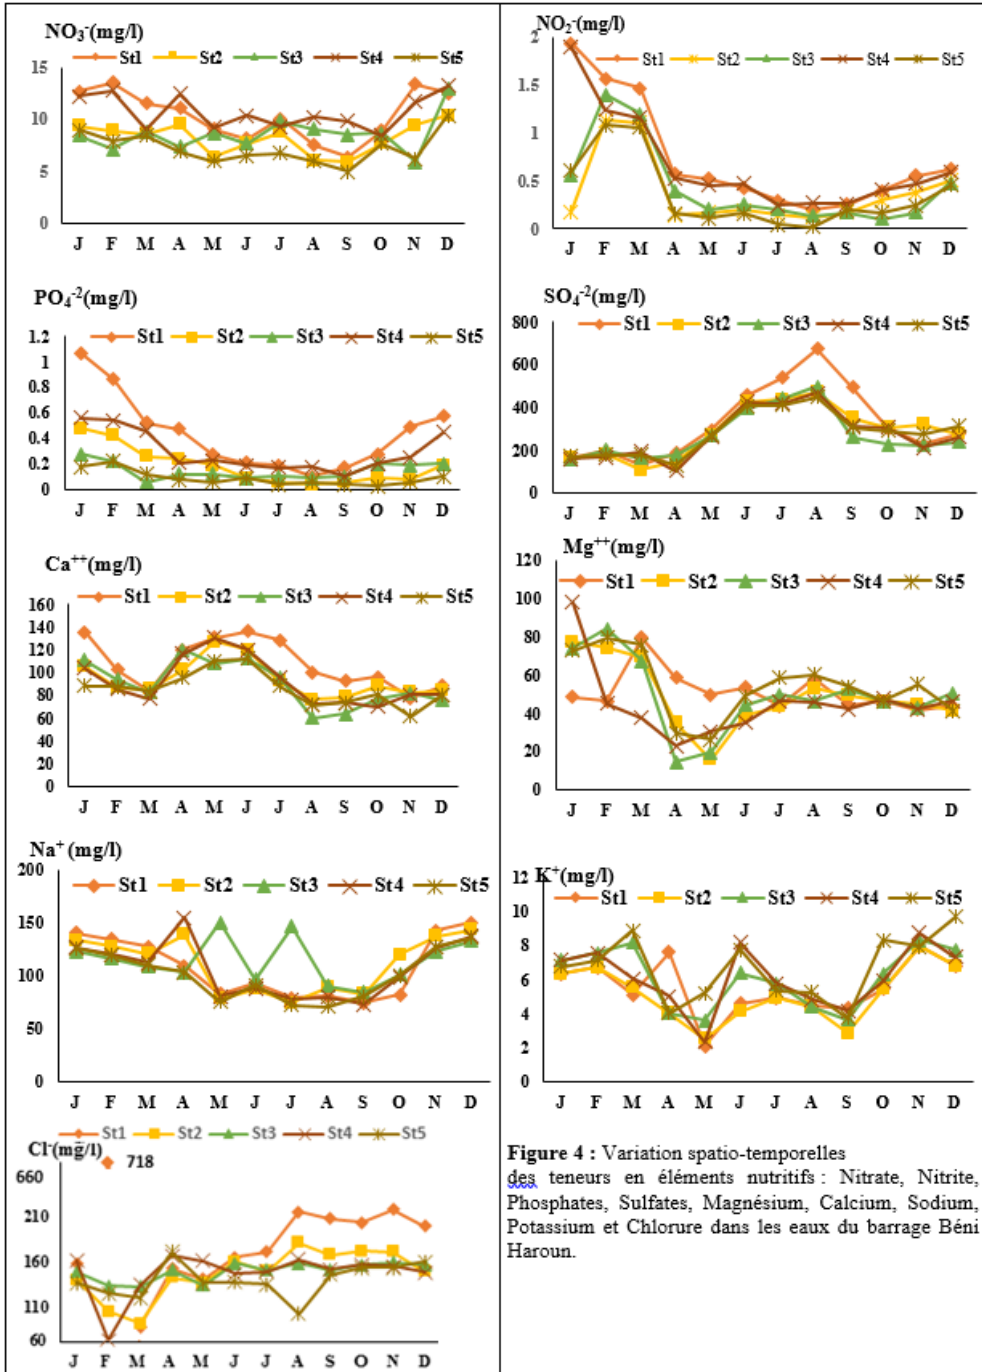 NO₃⁻(mg/l)
St1 St2 St3 St4 St5
15
10
5
0
J F M A M J J A S O N D
NO₂⁻(mg/l)
St1 St2 St3 St4 St5
2
1.5
1
0.5
0
J F M A M J J A S O N D
PO₄⁻²(mg/l)
St1 St2 St3 St4 St5
1.2
1
0.8
0.6
0.4
0.2
0
J F M A M J J A S O N D
SO₄⁻²(mg/l)
St1 St2 St3 St4 St5
800
600
400
200
0
J F M A M J J A S O N D
Ca⁺⁺(mg/l)
St1 St2 St3 St4 St5
160
140
120
100
80
60
40
20
0
J F M A M J J A S O N D
Mg⁺⁺(mg/l)
St1 St2 St3 St4 St5
120
100
80
60
40
20
0
J F M A M J J A S O N D
Na⁺ (mg/l)
St1 St2 St3 St4 St5
200
150
100
50
0
J F M A M J J A S O N D
K⁺(mg/l)
St1 St2 St3 St4 St5
12
10
8
6
4
2
0
J F M A M J J A S O N D
St1 St2 St3 St4 St5
Cl⁻(mg/l)
718
660
210
160
110
60
J F M A M J J A S O N D
Figure 4 : Variation spatio-temporelles
des teneurs en éléments nutritifs : Nitrate, Nitrite,
Phosphates, Sulfates, Magnésium, Calcium, Sodium,
Potassium et Chlorure dans les eaux du barrage Béni
Haroun.